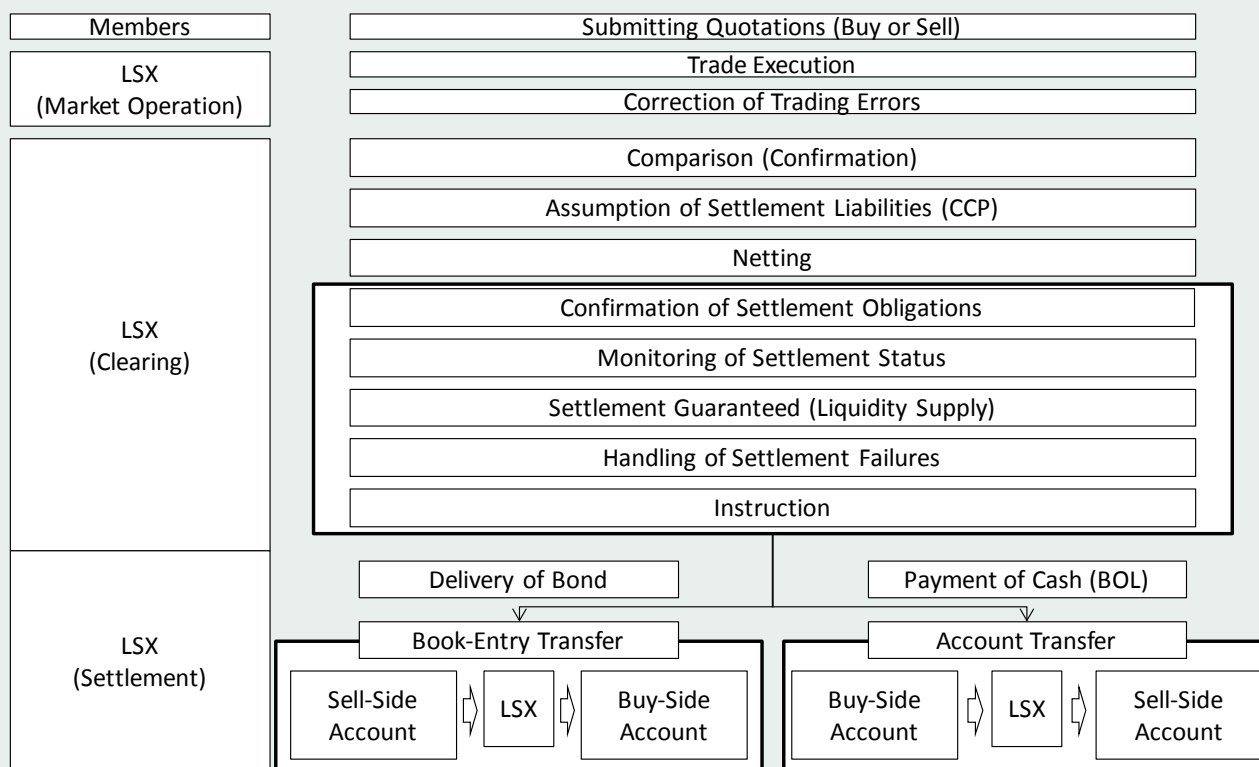 Members
Submitting Quotations (Buy or Sell)
LSX
(Market Operation)
Trade Execution
Correction of Trading Errors
LSX
(Clearing)
Comparison (Confirmation)
Assumption of Settlement Liabilities (CCP)
Netting
Confirmation of Settlement Obligations
Monitoring of Settlement Status
Settlement Guaranteed (Liquidity Supply)
Handling of Settlement Failures
Instruction
LSX
(Settlement)
Delivery of Bond
Payment of Cash (BOL)
Book-Entry Transfer
Account Transfer
Sell-Side
Account
LSX
Buy-Side
Account
Buy-Side
Account
LSX
Sell-Side
Account